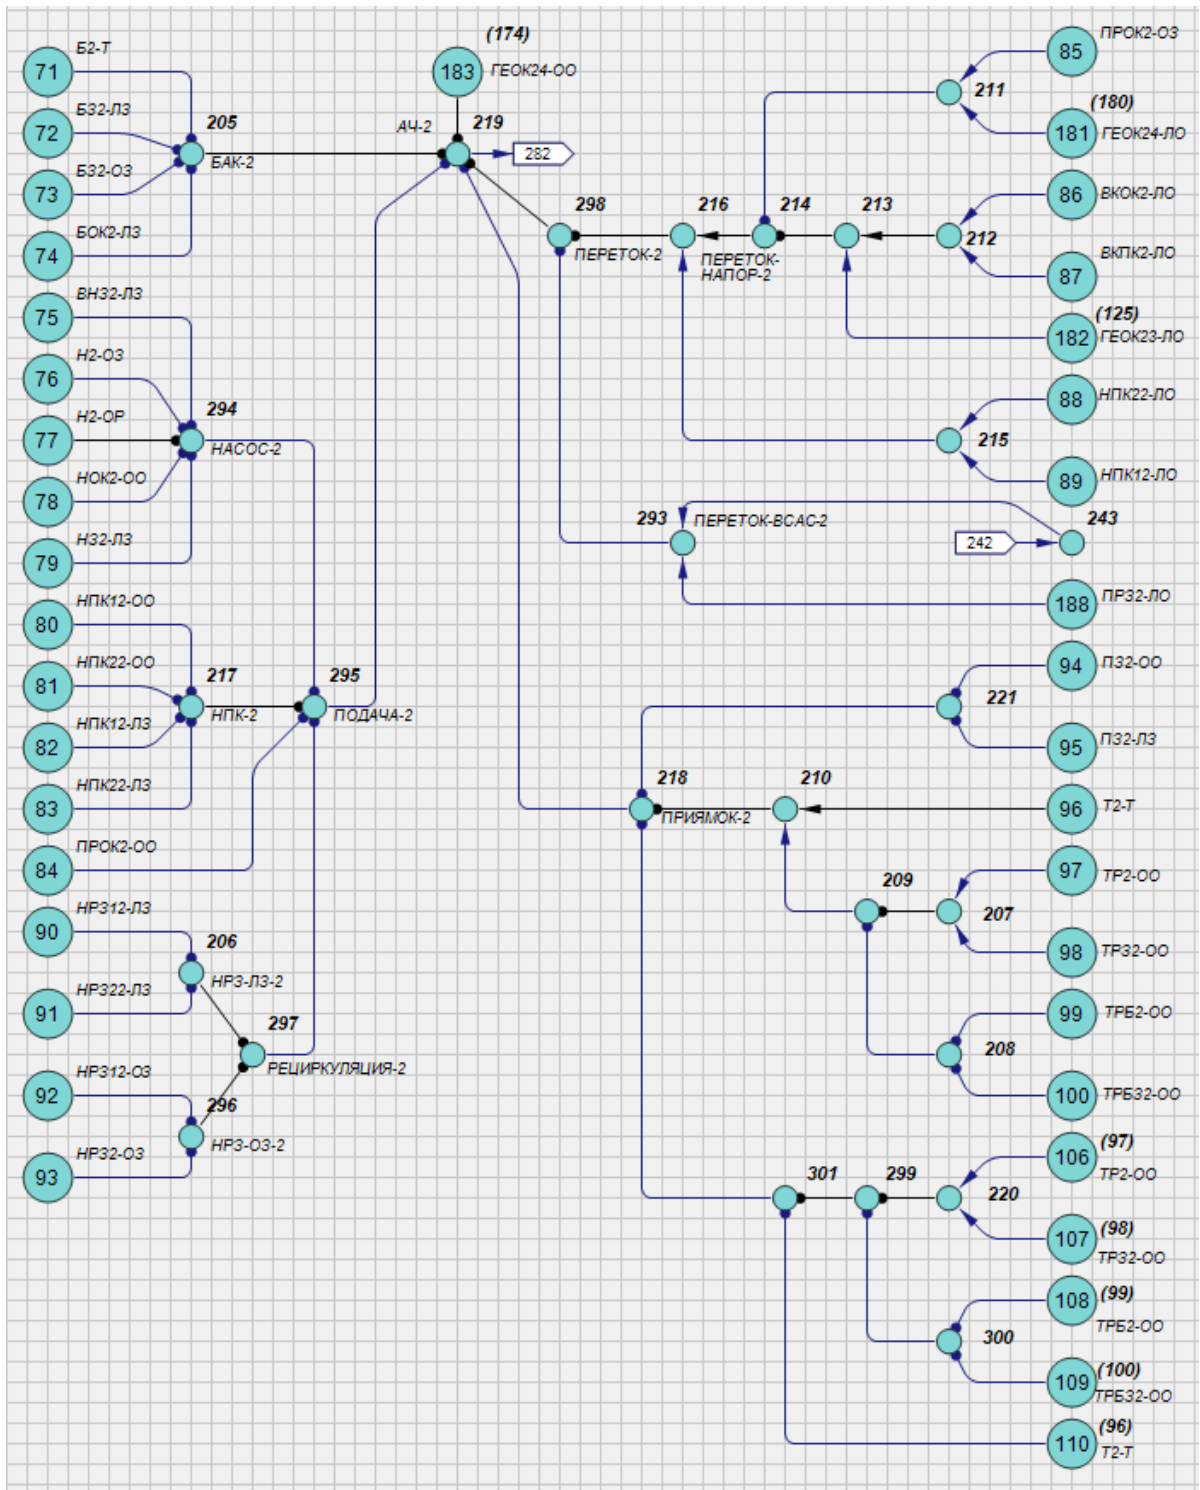 (174)
71
Б2-Т
183
ГЕОК24-ОО
72
Б32-ЛЗ
205
АЧ-2
219
282
БАК-2
73
Б32-ОЗ
74
БОК2-ЛЗ
75
ВН32-ЛЗ
76
Н2-ОЗ
77
Н2-ОР
294
НАСОС-2
78
НОК2-ОО
79
Н32-ЛЗ
80
НПК12-ОО
81
НПК22-ОО
217
НПК-2
295
ПОДАЧА-2
82
НПК12-ЛЗ
83
НПК22-ЛЗ
84
ПРОК2-ОО
90
НР312-ЛЗ
206
НРЗ-ЛЗ-2
91
НР322-ЛЗ
297
РЕЦИРКУЛЯЦИЯ-2
92
НР312-ОЗ
296
НРЗ-ОЗ-2
93
НР32-ОЗ
85
ПРОК2-ОЗ
211
(180)
181
ГЕОК24-ЛО
86
ВКОК2-ЛО
298
ПЕРЕТОК-2
216
ПЕРЕТОК-
НАПОР-2
214
213
212
87
ВКПК2-ЛО
(125)
182
ГЕОК23-ЛО
88
НПК22-ЛО
215
89
НПК12-ЛО
293
ПЕРЕТОК-ВСАС-2
242
243
188
ПР32-ЛО
94
П32-ОО
221
95
П32-ЛЗ
218
ПРИЯМОК-2
210
96
Т2-Т
97
ТР2-ОО
209
207
98
ТР32-ОО
99
ТРБ2-ОО
208
100
ТРБ32-ОО
(97)
106
ТР2-ОО
301
299
220
(98)
107
ТР32-ОО
(99)
108
ТРБ2-ОО
300
(100)
109
ТРБ32-ОО
(96)
110
Т2-Т